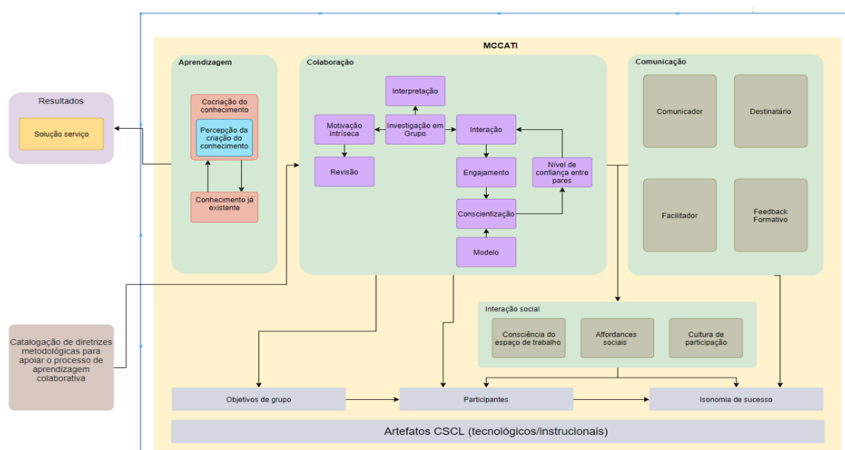 MCCATI
Aprendizagem
Cocriação do
conhecimento
Percepção da
criação do
conhecimento
Conhecimento já
existente
Colaboração
Interpretação
Motivação
Intríseca
Investigação em
Grupo
Interação
Revisão
Engajamento
Nível de
confiança entre
pares
Conscientização
Modelo
Comunicação
Comunicador
Destinatário
Facilitador
Feedback
Formativo
Resultados
Solução serviço
Catalogação de diretrizes
metodológicas para
apoiar o processo de
aprendizagem
colaborativa
Interação social
Consciência do
espaço de trabalho
Affordances
sociais
Cultura de
participação
Objetivos de grupo
Participantes
Isonomia de sucesso
Artefatos CSCL (tecnológicos/instrucionais)